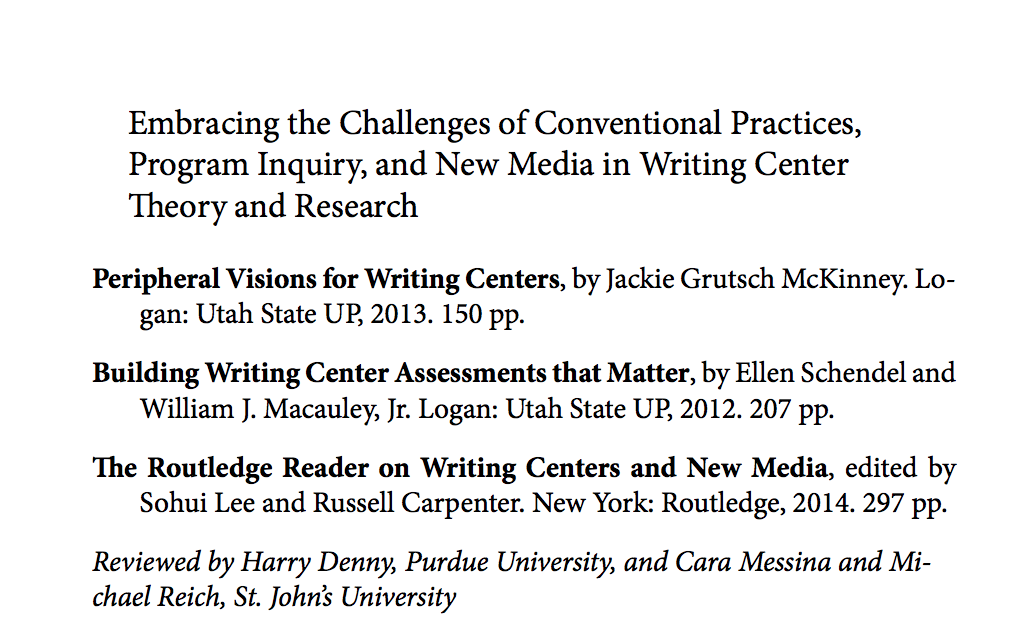 Embracing the Challenges of Conventional Practices,
Program Inquiry, and New Media in Writing Center
Theory and Research
Peripheral Visions for Writing Centers, by Jackie Grutsch McKinney. Lo-
gan: Utah State UP, 2013. 150 pp.
Building Writing Center Assessments that Matter, by Ellen Schendel and
William J. Macauley, Jr. Logan: Utah State UP, 2012. 207 pp.
The Routledge Reader on Writing Centers and New Media, edited by
Sohui Lee and Russell Carpenter. New York: Routledge, 2014. 297 pp.
Reviewed by Harry Denny, Purdue University, and Cara Messina and Mi-
chael Reich, St. John’s University